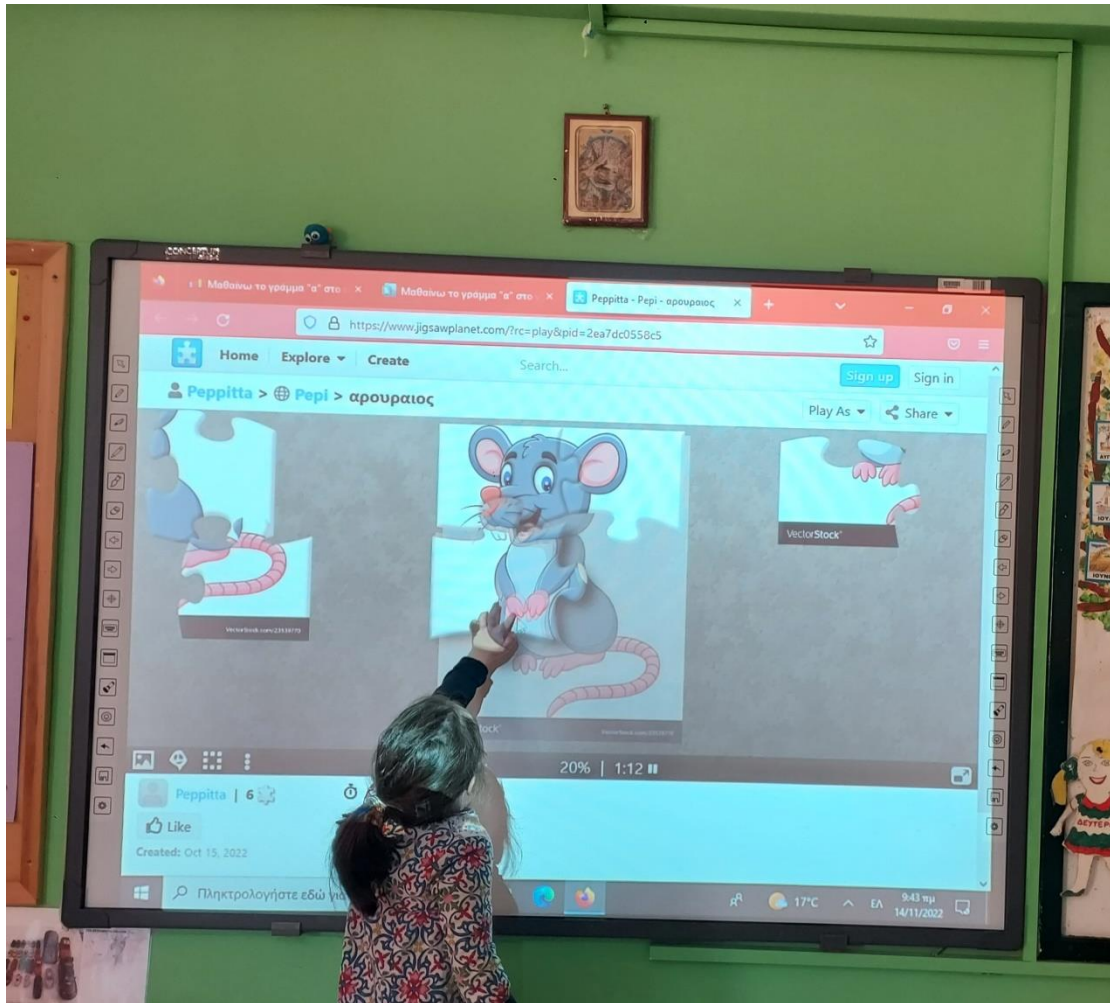 CONCEPTUM
Μαθαίνω το γράμμα "α" στο
Μαθαίνω το γράμμα "α" στο
Peppitta - Pepi - αρουραιος
https://www.jigsawplanet.com/?rc=play&pid=2ea7dc0558c5
Home Explore Create Search... Sign up Sign in
Peppitta > Pepi > αρουραιος Play As Share
VectorStock
20% | 1:12
Peppitta | 6
Like
Created: Oct 15, 2022
Πληκτρολογήστε εδώ για
17°C ΕΛ 9:43 πμ
14/11/2022